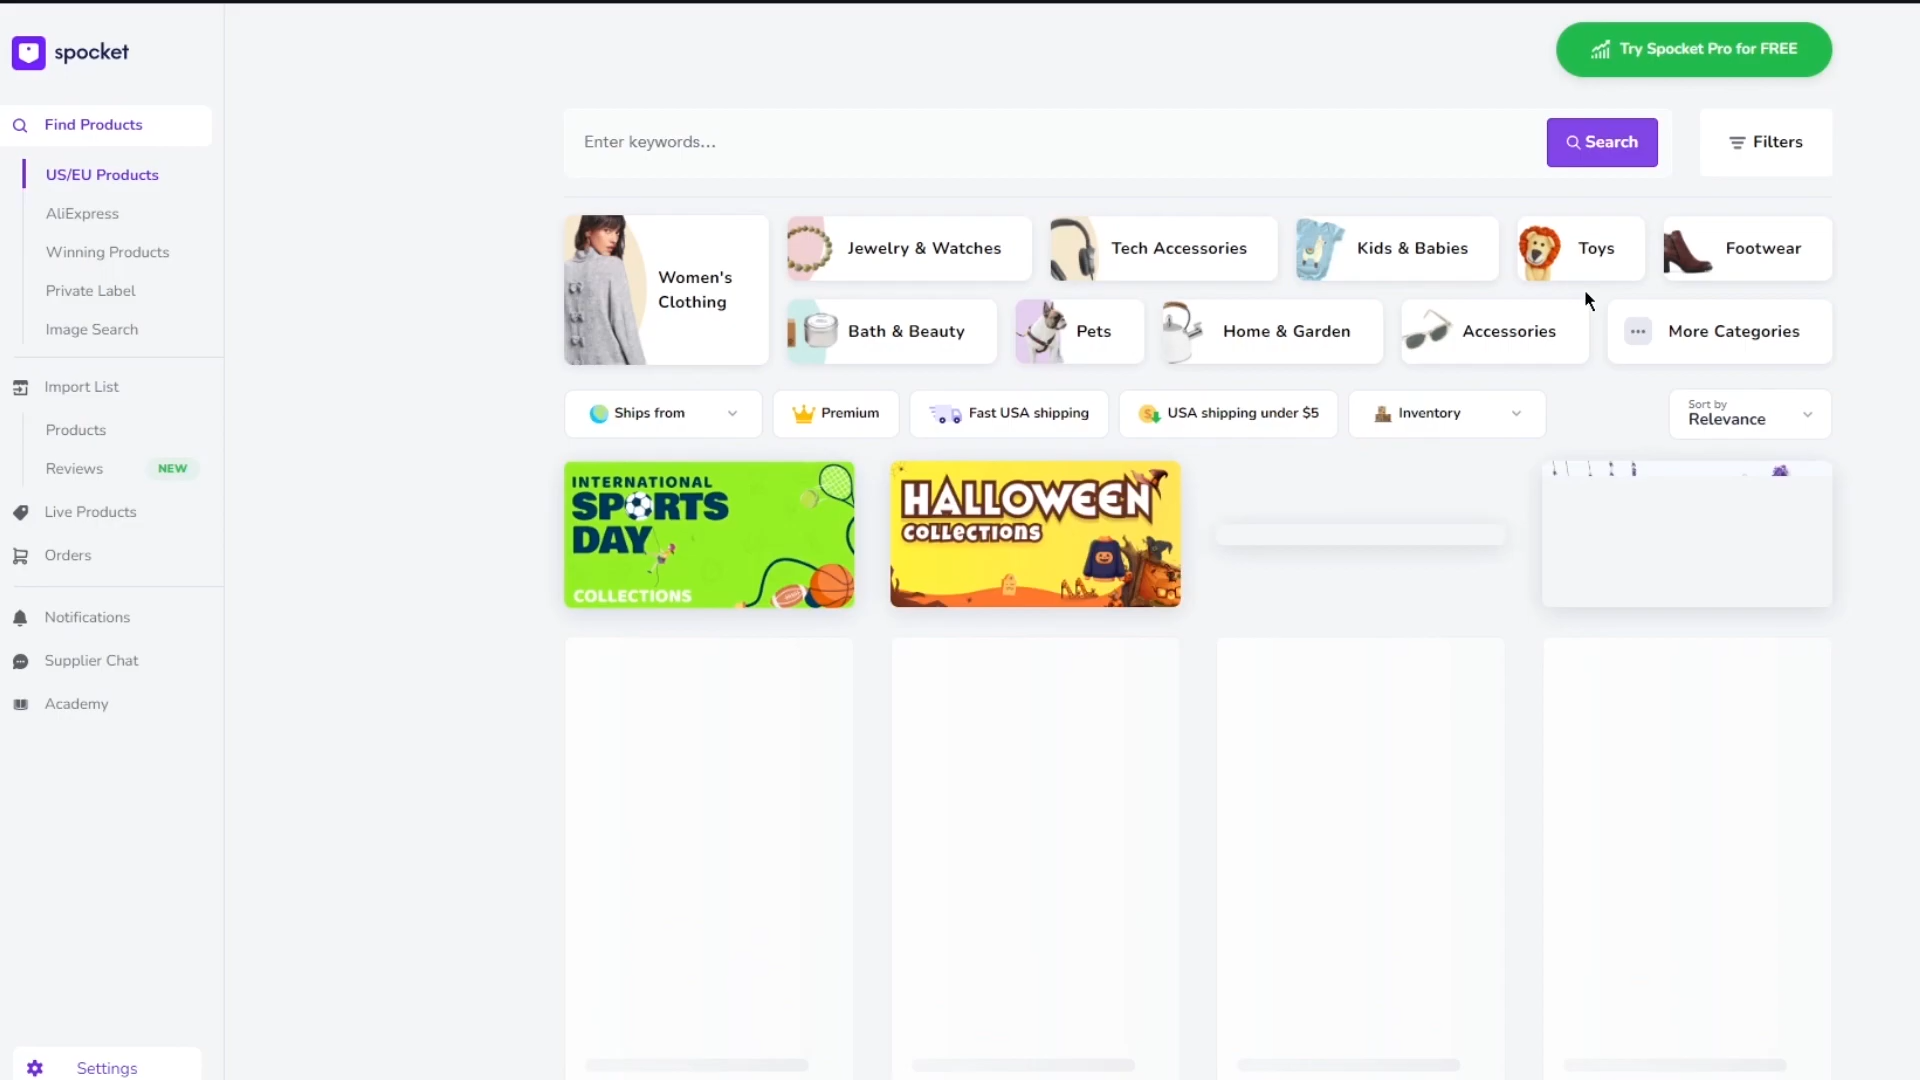 spocket
Try Spocket Pro for FREE
Find Products
US/EU Products
AliExpress
Winning Products
Private Label
Image Search
Import List
Products
Reviews NEW
Live Products
Orders
Notifications
Supplier Chat
Academy
Settings
Enter keywords...
Search
Filters
Women's
Clothing
Jewelry & Watches
Tech Accessories
Kids & Babies
Toys
Footwear
Bath & Beauty
Pets
Home & Garden
Accessories
More Categories
Ships from
Premium
Fast USA shipping
USA shipping under $5
Inventory
Sort by
Relevance
INTERNATIONAL
SPORTS
DAY
COLLECTIONS
HALLOWEEN
COLLECTIONS